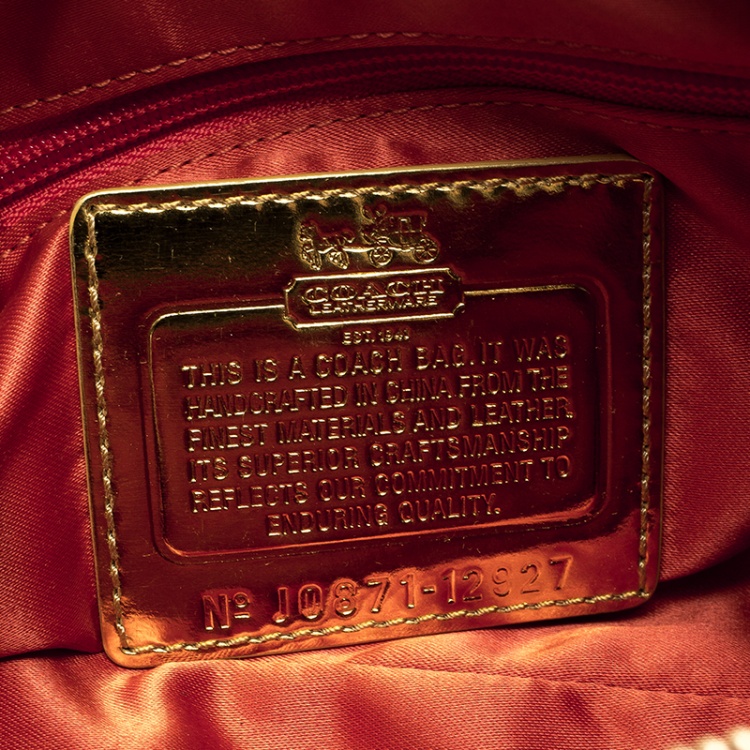 COACH
LEATHERWARE
EST. 1941
THIS IS A COACH BAG. IT WAS
HANDCRAFTED IN CHINA FROM THE
FINEST MATERIALS AND LEATHER.
ITS SUPERIOR CRAFTSMANSHIP
REFLECTS OUR COMMITMENT TO
ENDURING QUALITY.
Nº J0871-12927